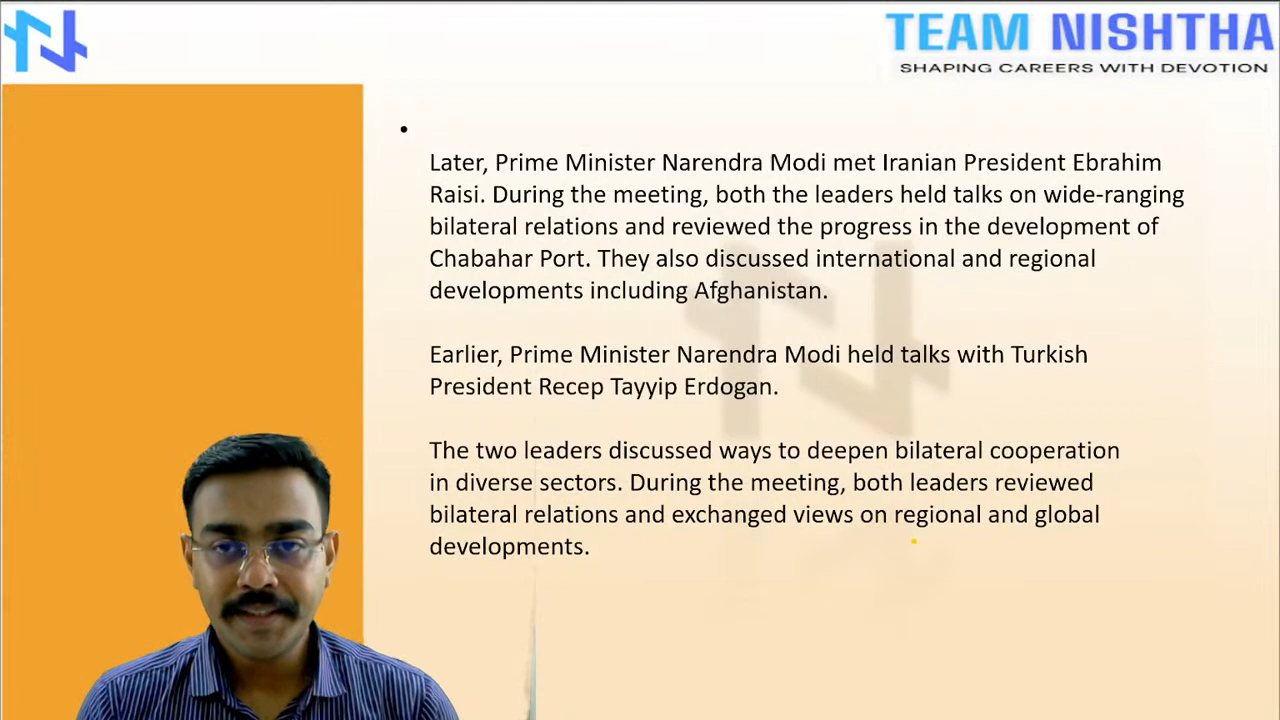 TEAM NISHTHA
SHAPING CAREERS WITH DEVOTION
•
Later, Prime Minister Narendra Modi met Iranian President Ebrahim
Raisi. During the meeting, both the leaders held talks on wide-ranging
bilateral relations and reviewed the progress in the development of
Chabahar Port. They also discussed international and regional
developments including Afghanistan.
Earlier, Prime Minister Narendra Modi held talks with Turkish
President Recep Tayyip Erdogan.
The two leaders discussed ways to deepen bilateral cooperation
in diverse sectors. During the meeting, both leaders reviewed
bilateral relations and exchanged views on regional and global
developments.